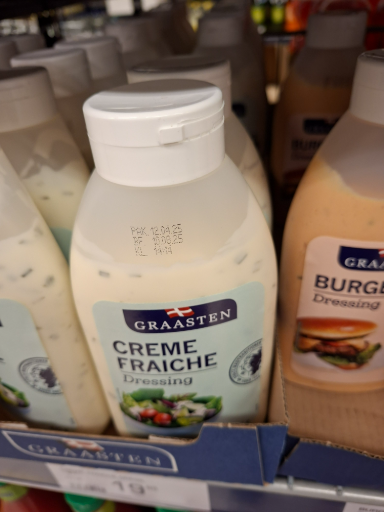 GRAASTEN
CREME
FRAICHE
Dressing
GRAA
BURGE
Dressing
GRAASTEN
19